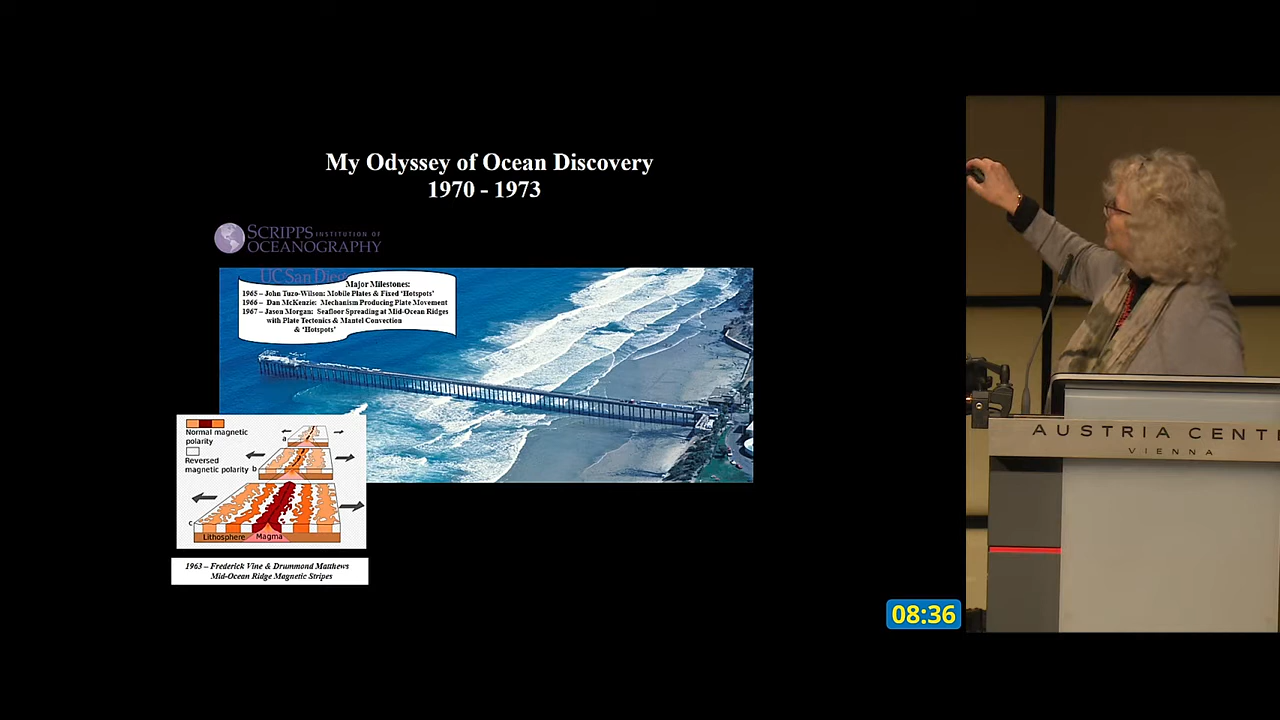 My Odyssey of Ocean Discovery
1970 - 1973
SCRIPPS INSTITUTION OF
OCEANOGRAPHY
UC San Diego
Major Milestones:
1965 – John Tuzo-Wilson: Mobile Plates & Fixed ‘Hotspots’
1966 – Dan McKenzie: Mechanism Producing Plate Movement
1967 – Jason Morgan: Seafloor Spreading at Mid-Ocean Ridges
with Plate Tectonics & Mantel Convection
& ‘Hotspots’
Normal magnetic
polarity
Reversed
magnetic polarity
a
b
c
Lithosphere Magma
1963 – Frederick Vine & Drummond Matthews
Mid-Ocean Ridge Magnetic Stripes
08:36
AUSTRIA CENT
VIENNA